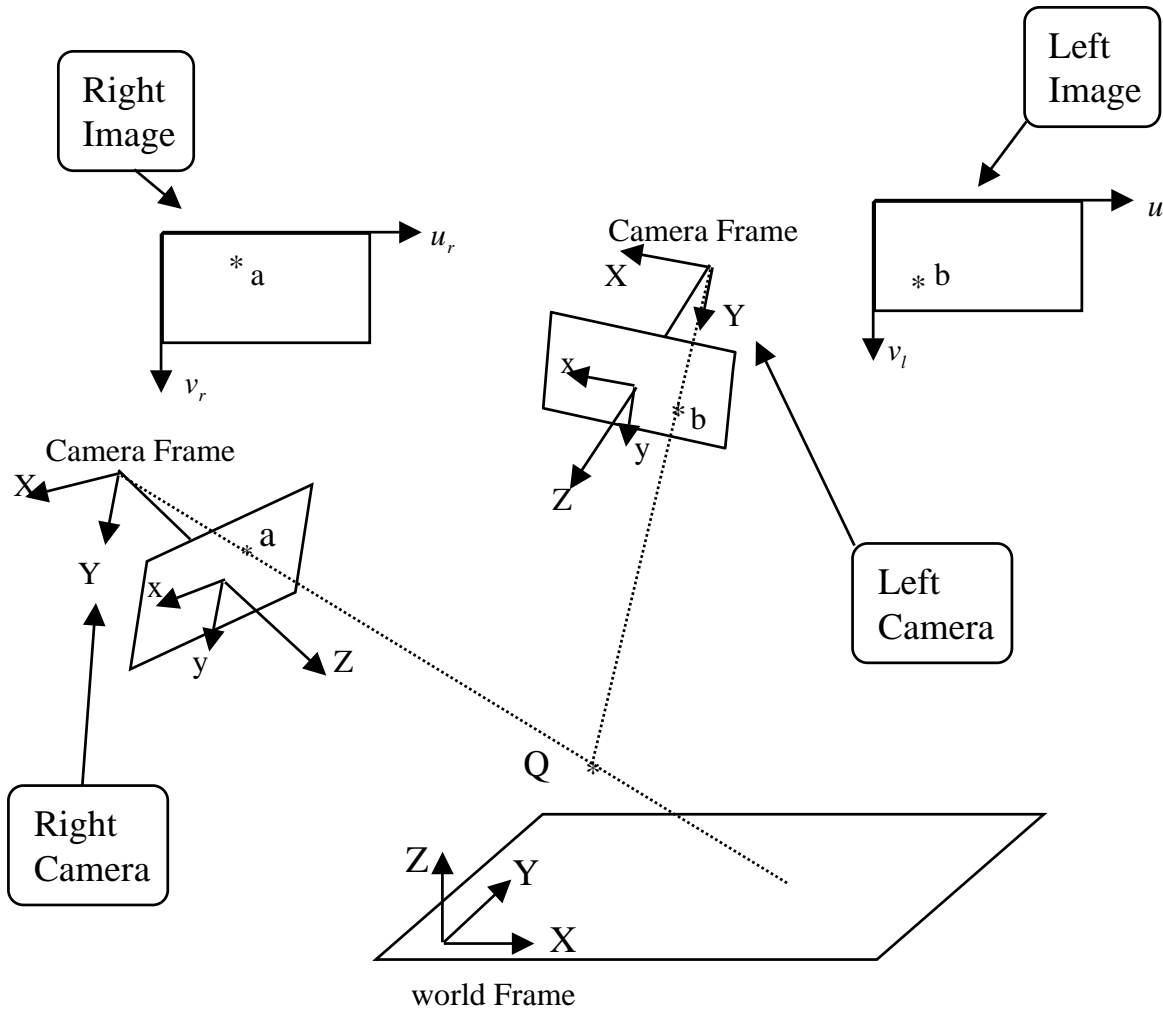 Left
Image
Right
Image
u
Camera Frame
u_r
* a
X
* b
Y
v_l
x
v_r
* b
y
Camera Frame
X
Z
a
*
Y
x
Left
Camera
y
Z
Q
*
Right
Camera
Z
Y
X
world Frame